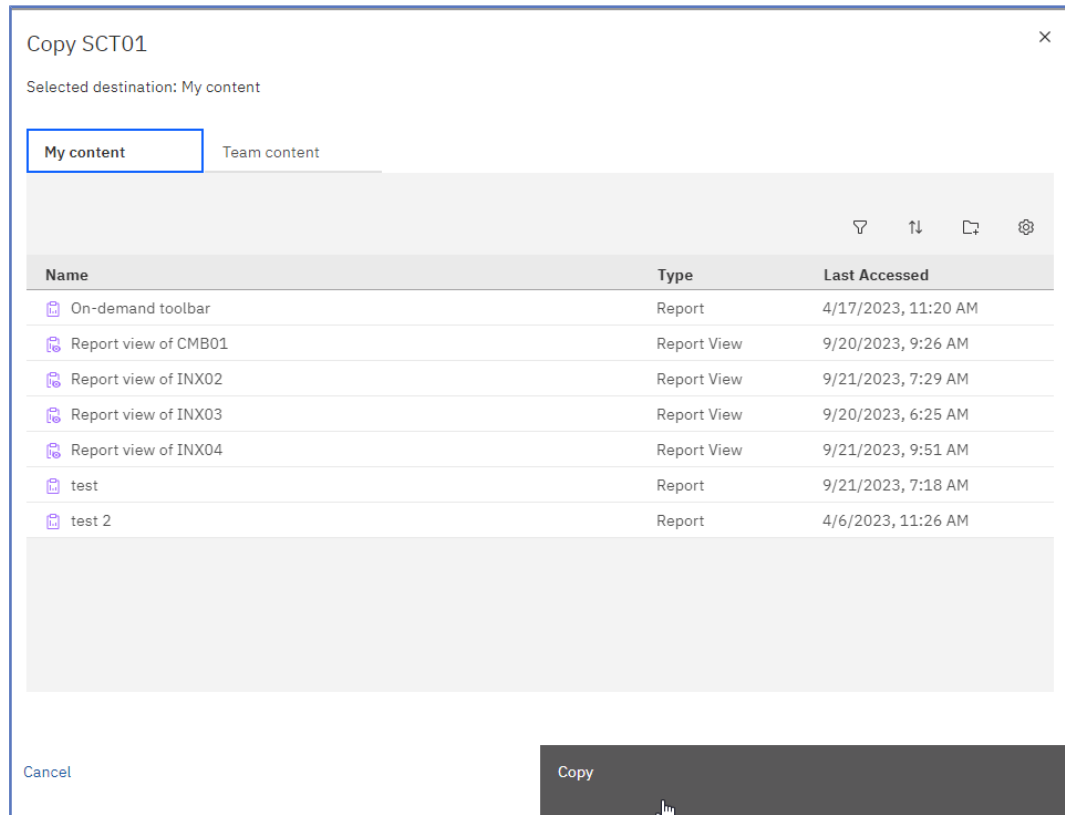 Copy SCT01
Selected destination: My content
My content Team content
Name Type Last Accessed
On-demand toolbar Report 4/17/2023, 11:20 AM
Report view of CMB01 Report View 9/20/2023, 9:26 AM
Report view of INX02 Report View 9/21/2023, 7:29 AM
Report view of INX03 Report View 9/20/2023, 6:25 AM
Report view of INX04 Report View 9/21/2023, 9:51 AM
test Report 9/21/2023, 7:18 AM
test 2 Report 4/6/2023, 11:26 AM
Cancel Copy